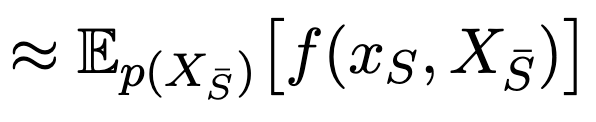 ≈ 𝔼_{p(X_{S̄})}[f(x_S, X_{S̄})]